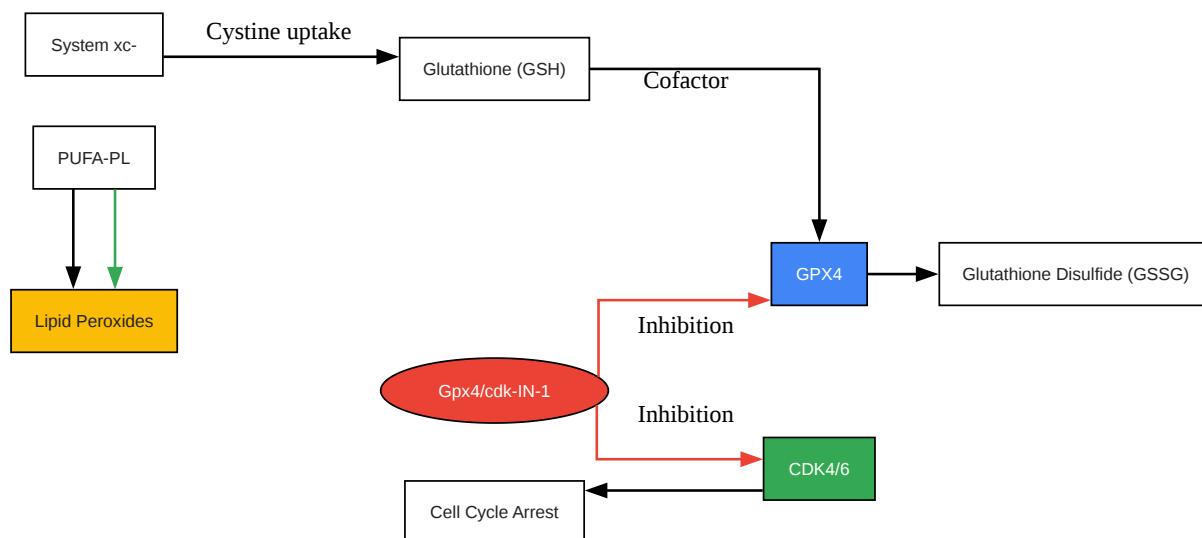 System xc-
Cystine uptake
Glutathione (GSH)
Cofactor
PUFA-PL
GPX4
Glutathione Disulfide (GSSG)
Lipid Peroxides
Inhibition
Gpx4/cdk-IN-1
Inhibition
CDK4/6
Cell Cycle Arrest